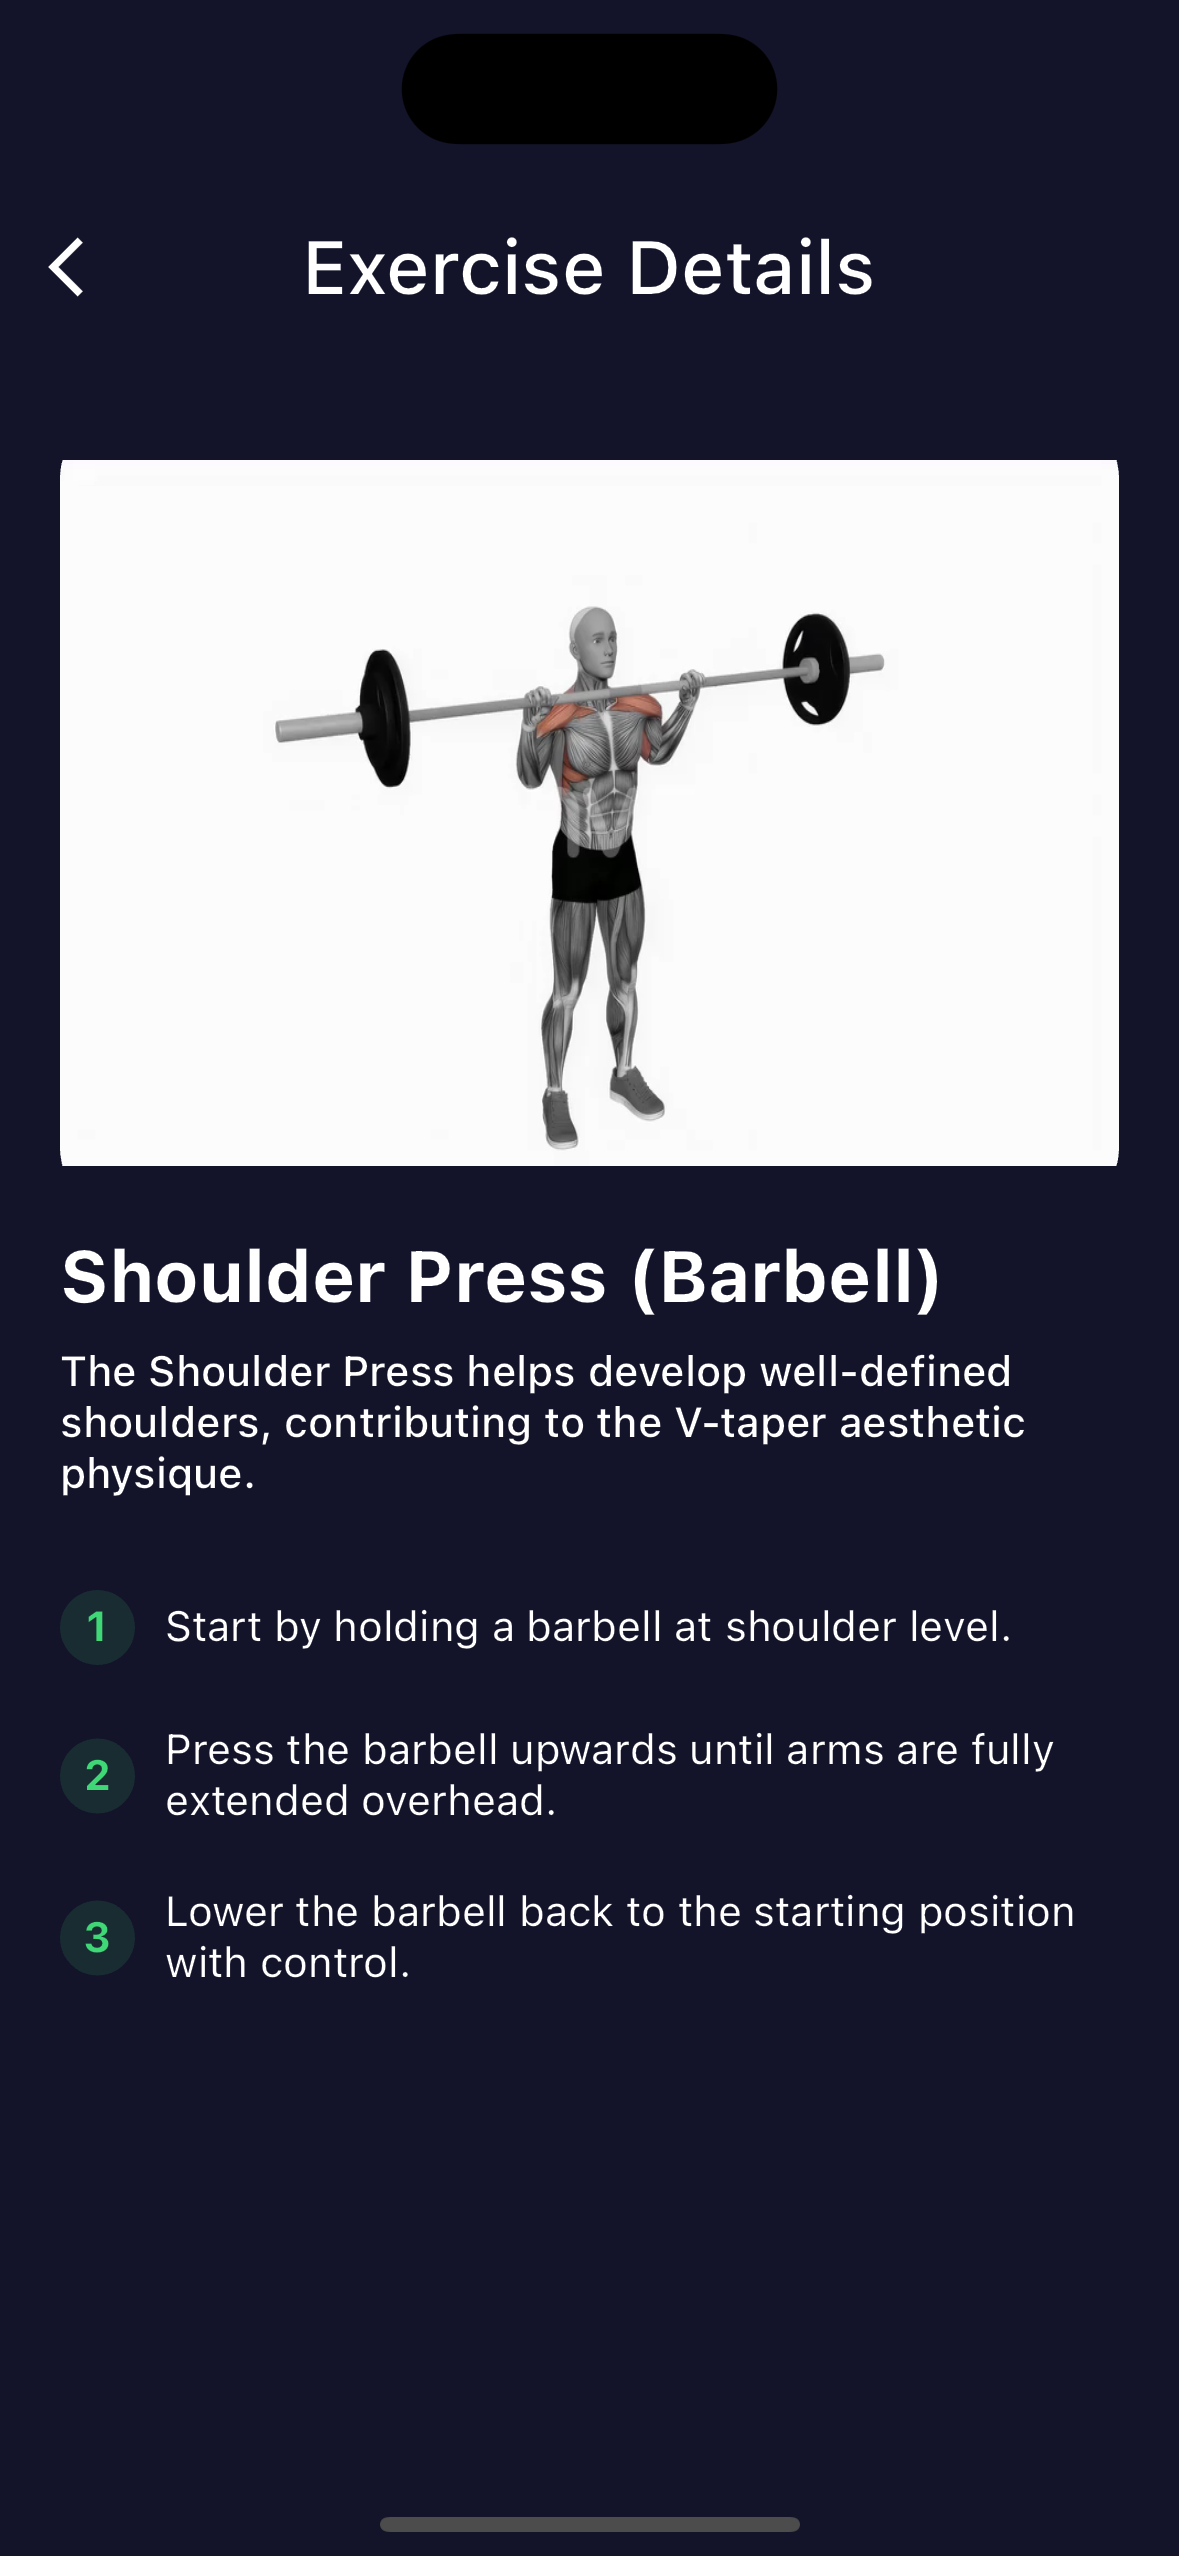 Exercise Details
Shoulder Press (Barbell)
The Shoulder Press helps develop well-defined
shoulders, contributing to the V-taper aesthetic
physique.
1 Start by holding a barbell at shoulder level.
2 Press the barbell upwards until arms are fully
extended overhead.
3 Lower the barbell back to the starting position
with control.